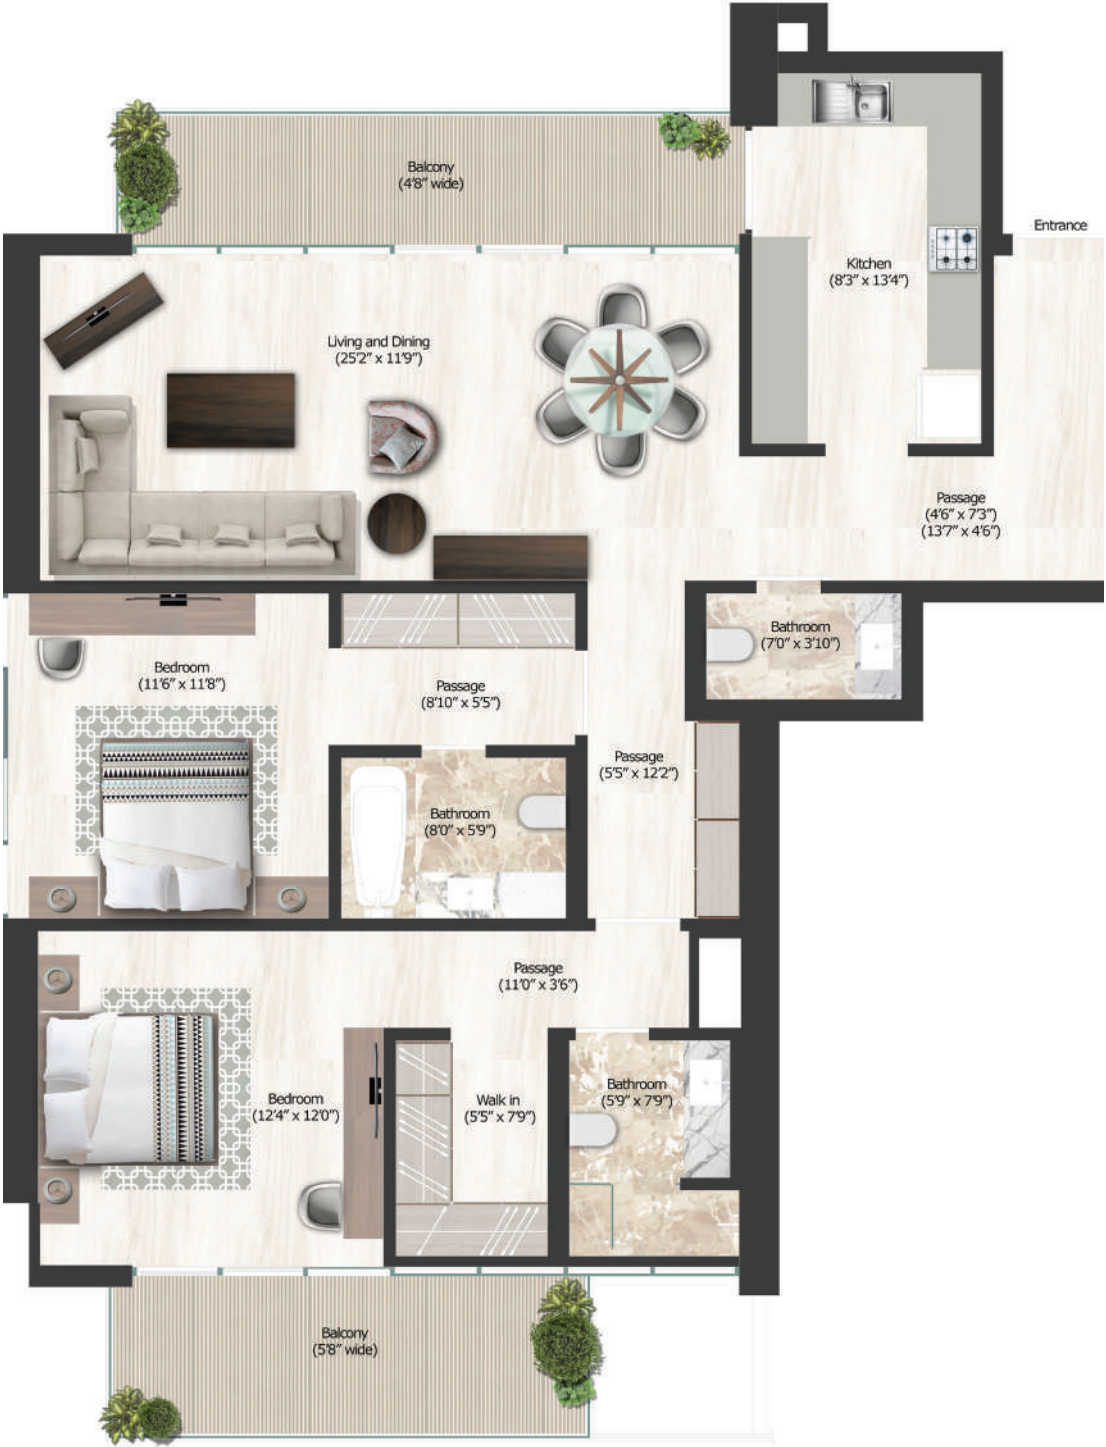 Balcony
(4'8" wide)
Entrance
Kitchen
(8'3" x 13'4")
Living and Dining
(25'2" x 11'9")
Passage
(4'6" x 7'3")
(13'7" x 4'6")
Bathroom
(7'0" x 3'10")
Bedroom
(11'6" x 11'8")
Passage
(8'10" x 5'5")
Passage
(5'5" x 12'2")
Bathroom
(8'0" x 5'9")
Passage
(11'0" x 3'6")
Bedroom
(12'4" x 12'0")
Walk in
(5'5" x 7'9")
Bathroom
(5'9" x 7'9")
Balcony
(5'8" wide)